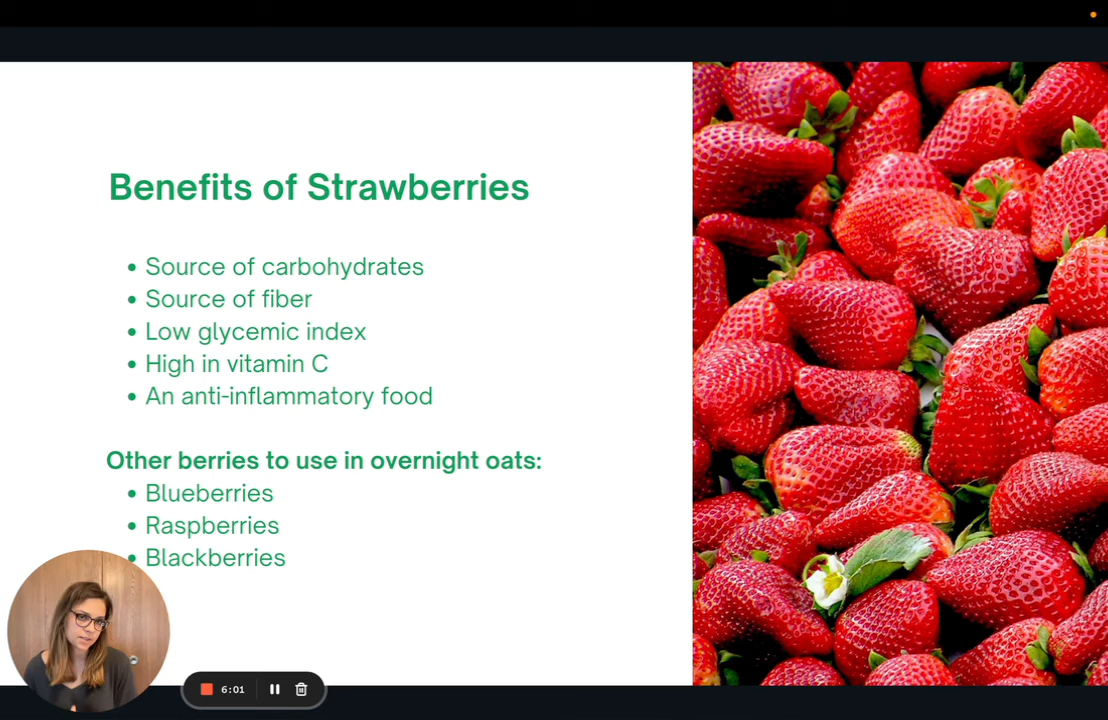 Benefits of Strawberries
Source of carbohydrates
Source of fiber
Low glycemic index
High in vitamin C
An anti-inflammatory food
Other berries to use in overnight oats:
Blueberries
Raspberries
Blackberries
6:01